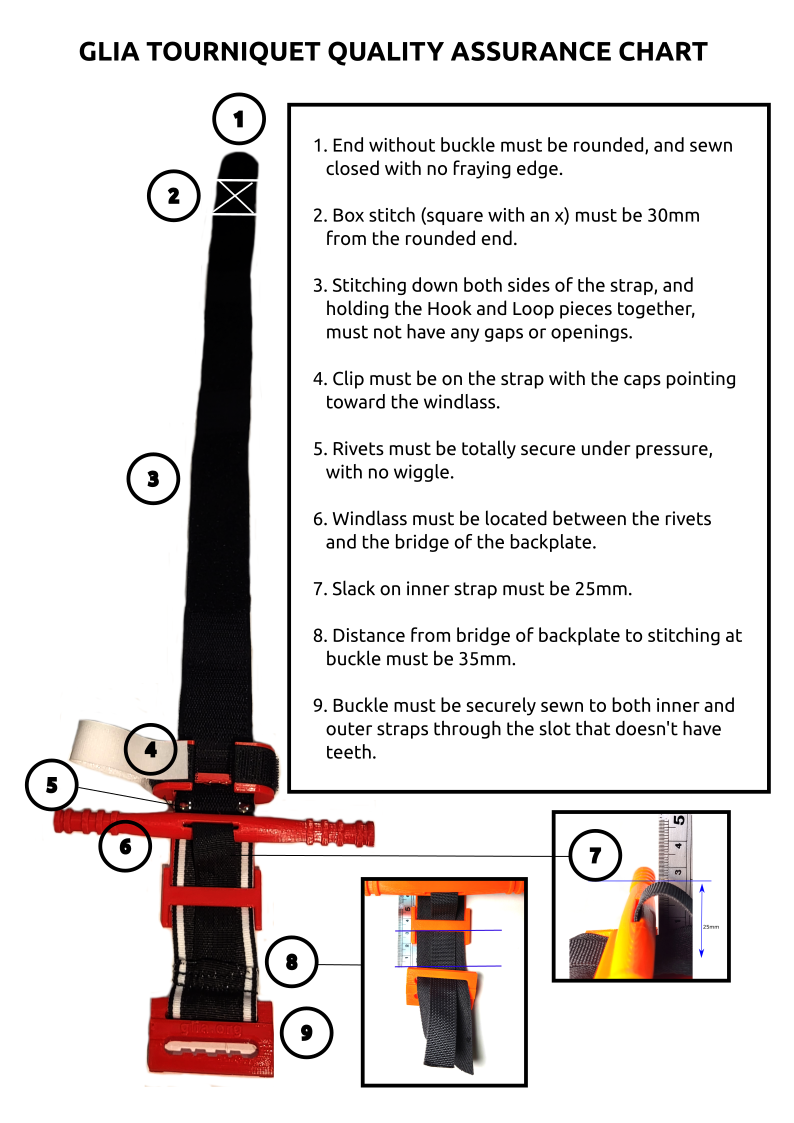 GLIA TOURNIQUET QUALITY ASSURANCE CHART
1
2
3
4
5
6
1. End without buckle must be rounded, and sewn
closed with no fraying edge.
2. Box stitch (square with an x) must be 30mm
from the rounded end.
3. Stitching down both sides of the strap, and
holding the Hook and Loop pieces together,
must not have any gaps or openings.
4. Clip must be on the strap with the caps pointing
toward the windlass.
5. Rivets must be totally secure under pressure,
with no wiggle.
6. Windlass must be located between the rivets
and the bridge of the backplate.
7. Slack on inner strap must be 25mm.
8. Distance from bridge of backplate to stitching at
buckle must be 35mm.
9. Buckle must be securely sewn to both inner and
outer straps through the slot that doesn't have
teeth.
7
5
4
3
25mm
8
9